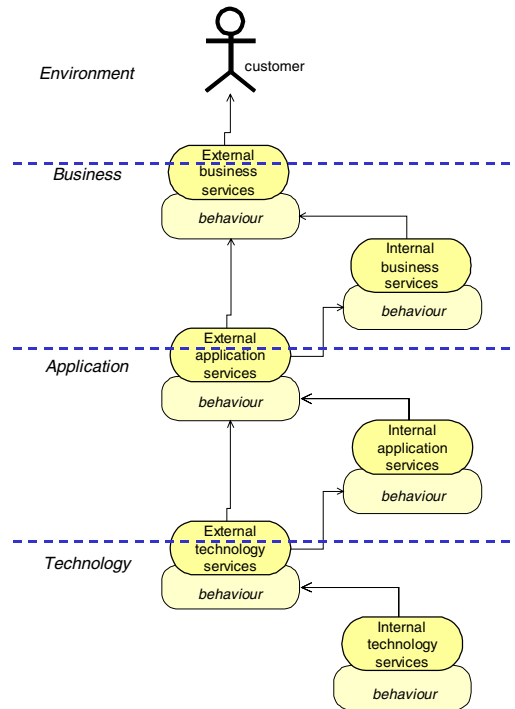 customer
Environment
External
business
services
Business
behaviour
Internal
business
services
behaviour
External
application
services
Application
behaviour
Internal
application
services
behaviour
External
technology
services
Technology
behaviour
Internal
technology
services
behaviour